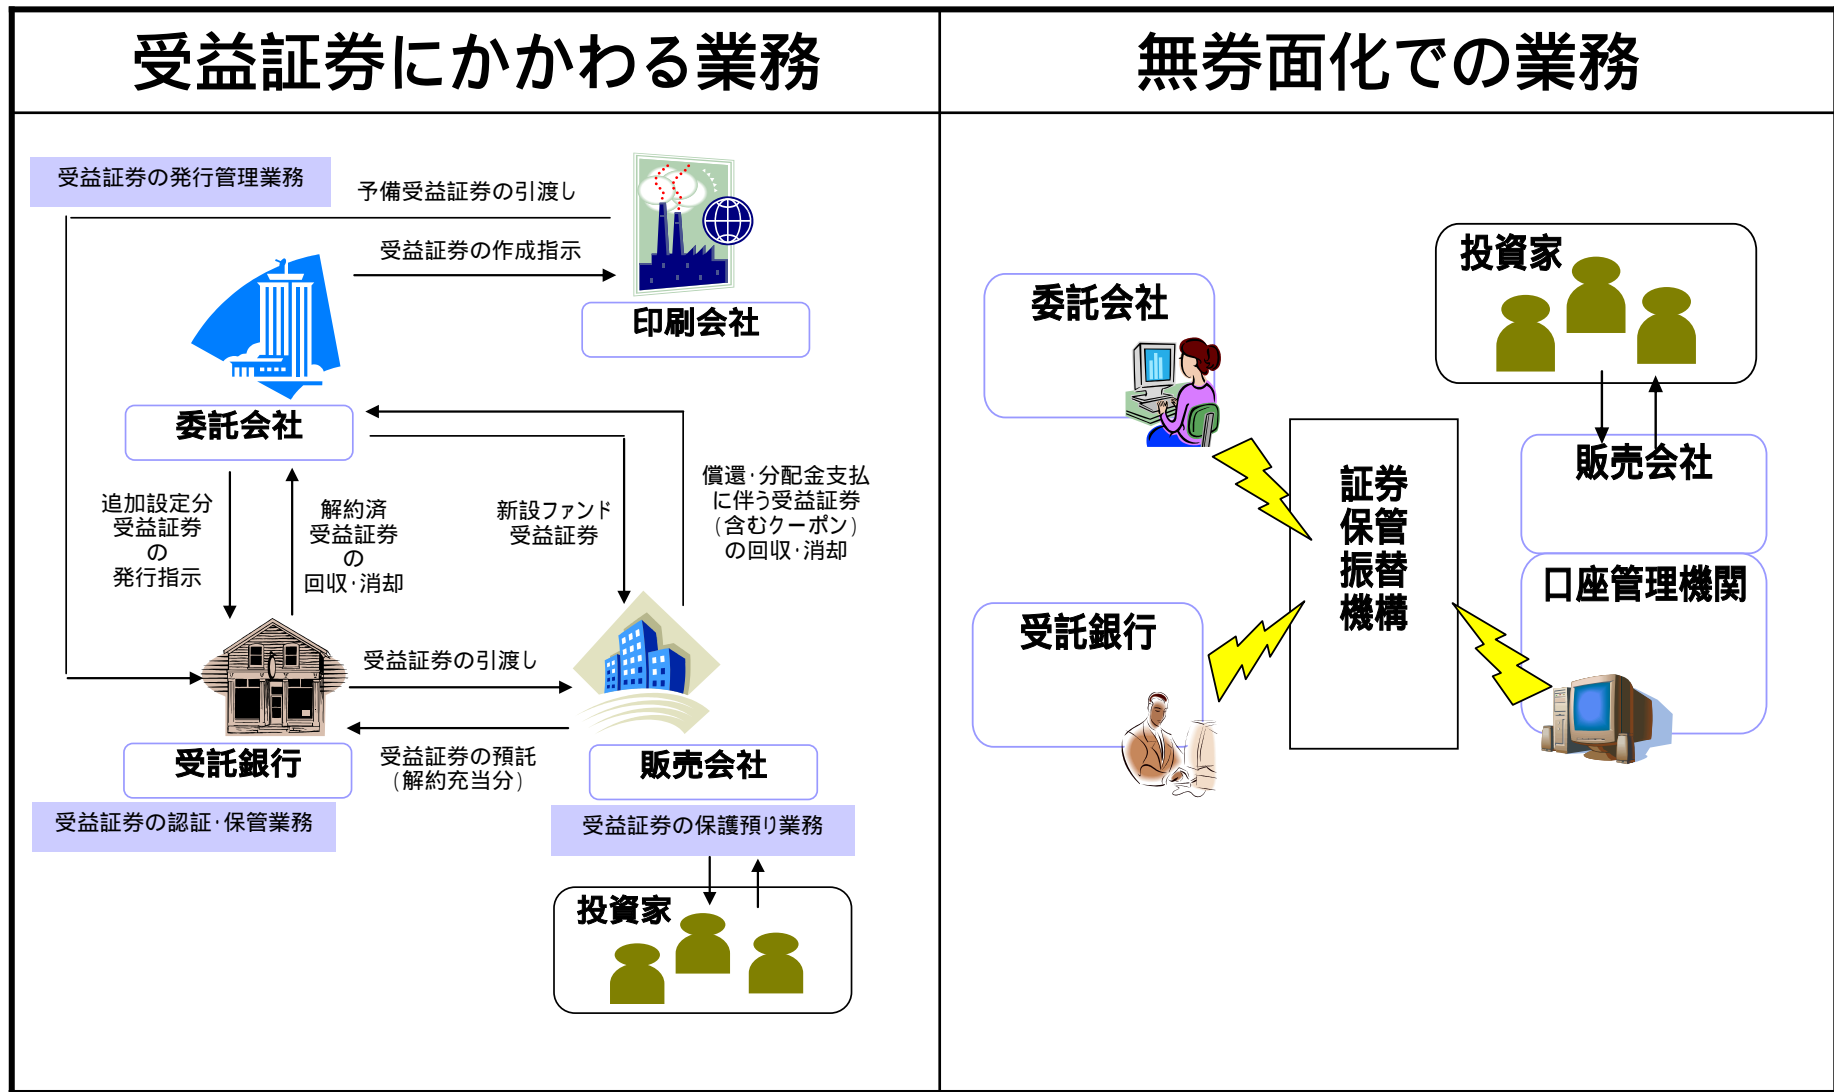 受益証券にかかわる業務
無券面化での業務
受益証券の発行管理業務
予備受益証券の引渡し
受益証券の作成指示
印刷会社
委託会社
追加設定分
受益証券
の
発行指示
解約済
受益証券
の
回収・消却
新設ファンド
受益証券
償還・分配金支払
に伴う受益証券
(含むクーポン)
の回収・消却
受益証券の引渡し
受益証券の預託
(解約充当分)
受託銀行
受益証券の認証・保管業務
販売会社
受益証券の保護預り業務
投資家
委託会社
受託銀行
証券
保管
振替
機構
投資家
販売会社
口座管理機関